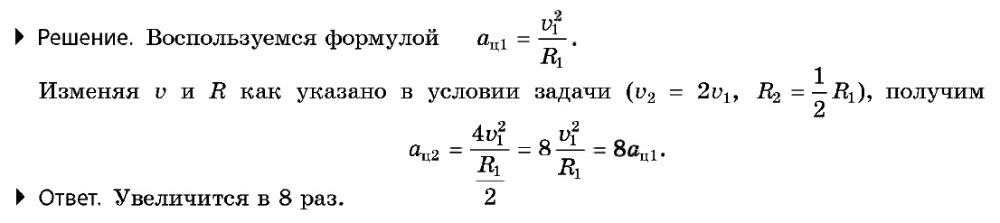 Решение. Воспользуемся формулой a_ц1 = v_1^2 / R_1.
Изменяя v и R как указано в условии задачи (v_2 = 2v_1, R_2 = 1/2 R_1), получим
a_ц2 = 4v_1^2 / (R_1 / 2) = 8 v_1^2 / R_1 = 8a_ц1.
Ответ. Увеличится в 8 раз.